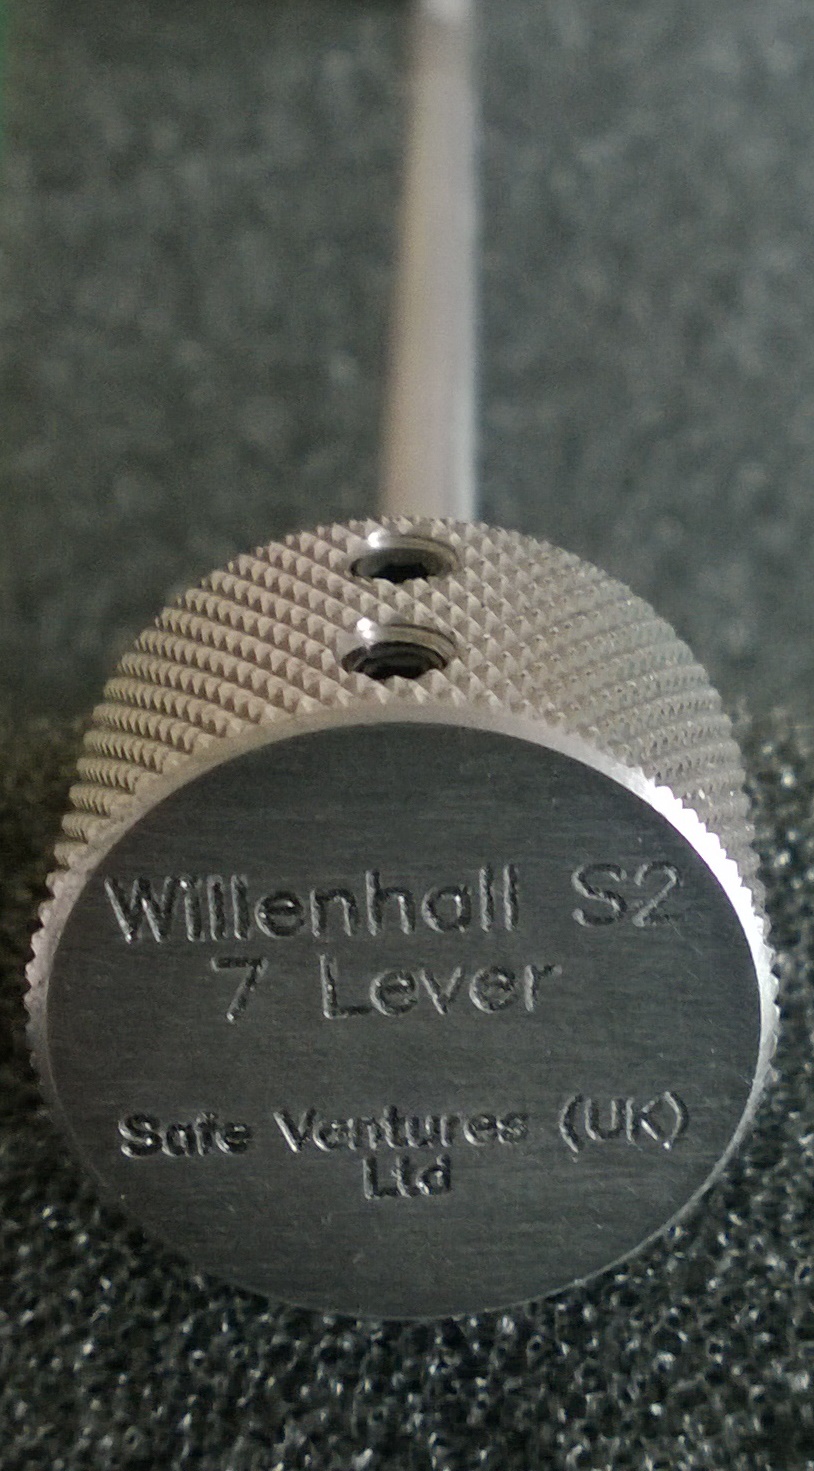 Willenhall S2
7 Lever
Safe Ventures (UK)
Ltd